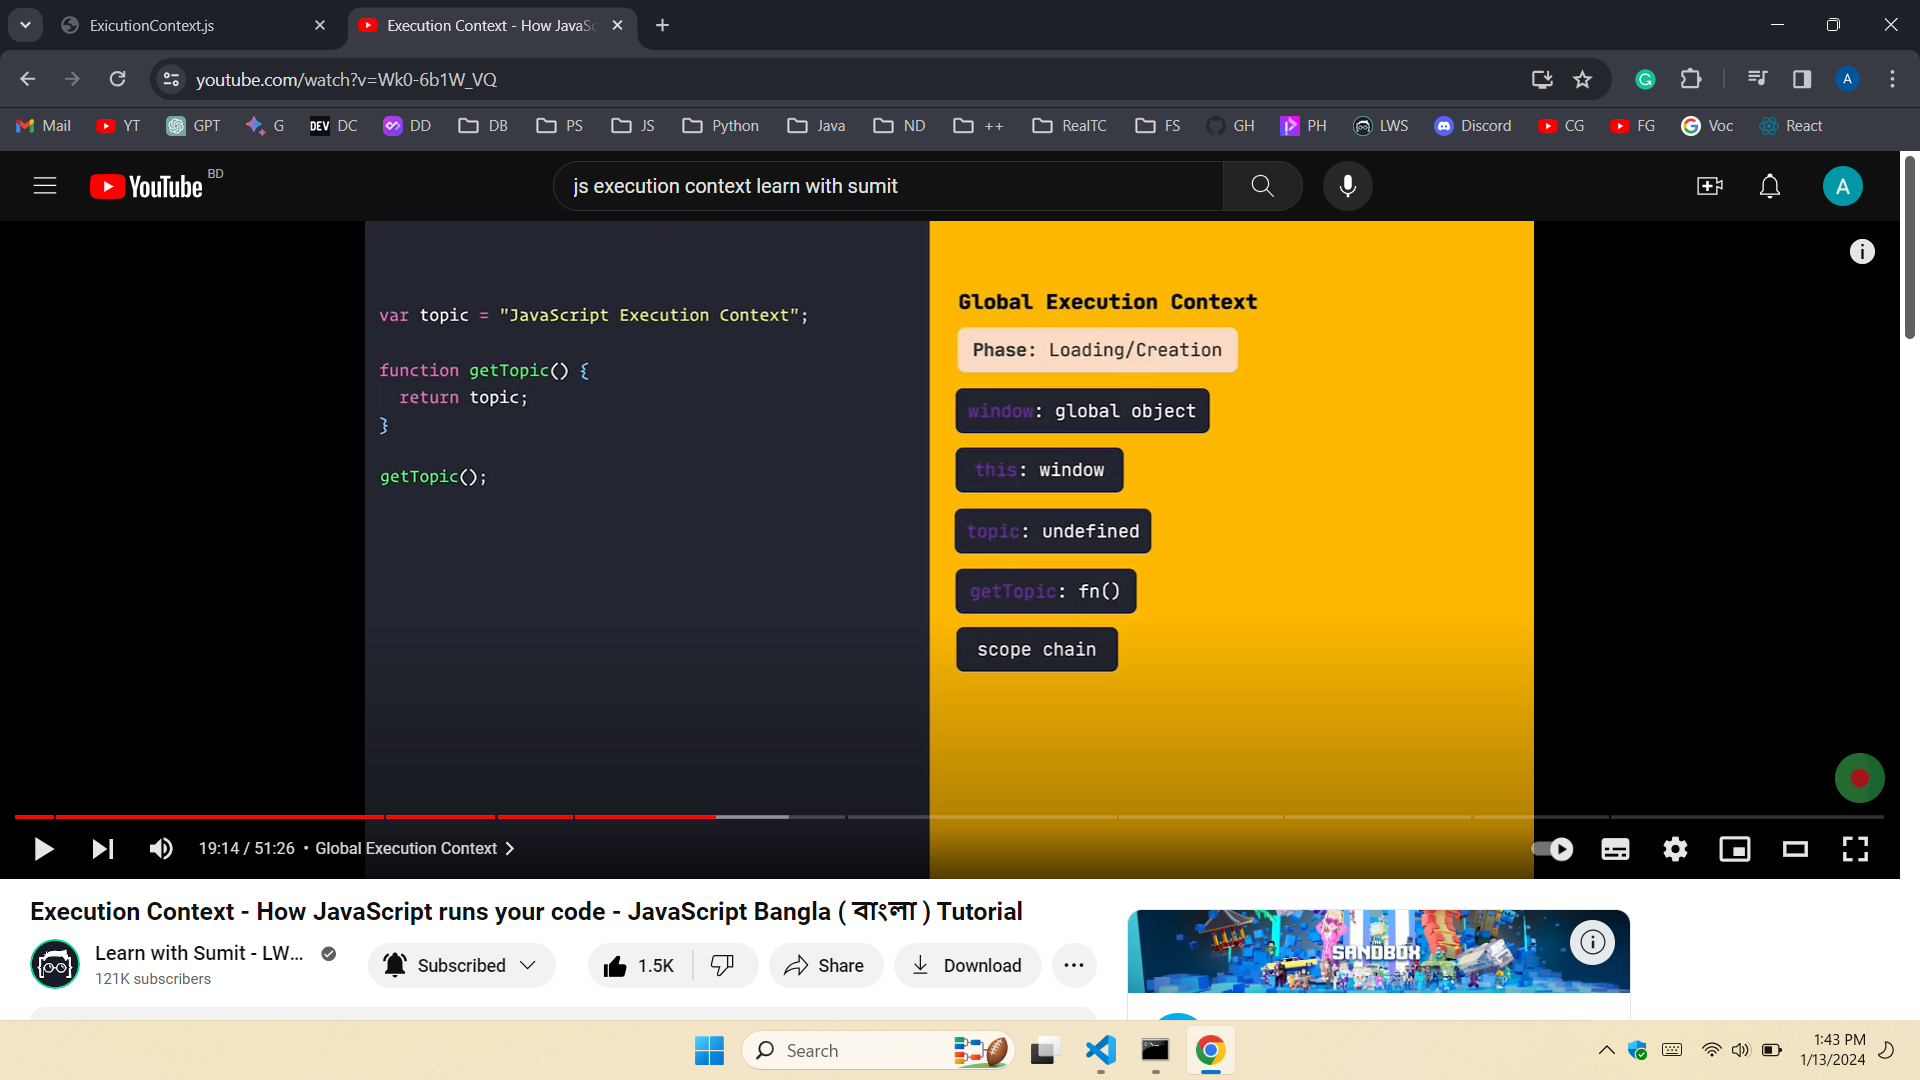 ExicutionContext.js
Execution Context - How JavaSc
youtube.com/watch?v=Wk0-6b1W_VQ
A
Mail YT GPT G DEV DC DD DB PS JS Python Java ND ++ RealTC FS GH PH LWS Discord CG FG Voc React
YouTube BD
js execution context learn with sumit
A
var topic = "JavaScript Execution Context";
function getTopic() {
return topic;
}
getTopic();
Global Execution Context
Phase: Loading/Creation
window: global object
this: window
topic: undefined
getTopic: fn()
scope chain
19:14 / 51:26 • Global Execution Context
Execution Context - How JavaScript runs your code - JavaScript Bangla ( বাংলা ) Tutorial
Learn with Sumit - LW...
121K subscribers
Subscribed
1.5K
Share
Download
THE SANDBOX
Search
1:43 PM
1/13/2024